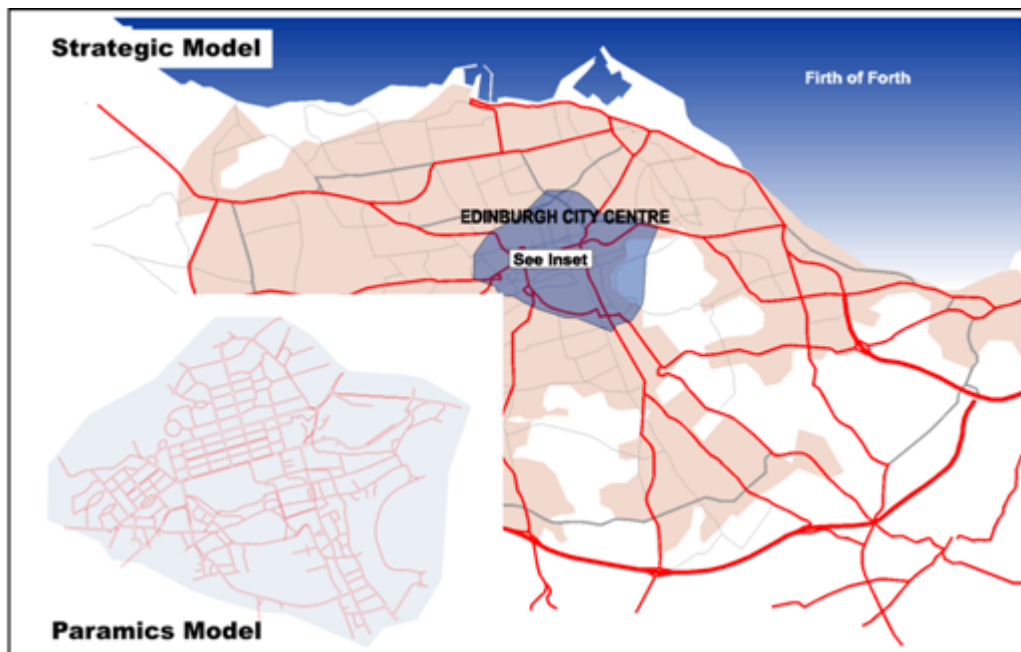 Strategic Model
Firth of Forth
EDINBURGH CITY CENTRE
See Inset
Paramics Model